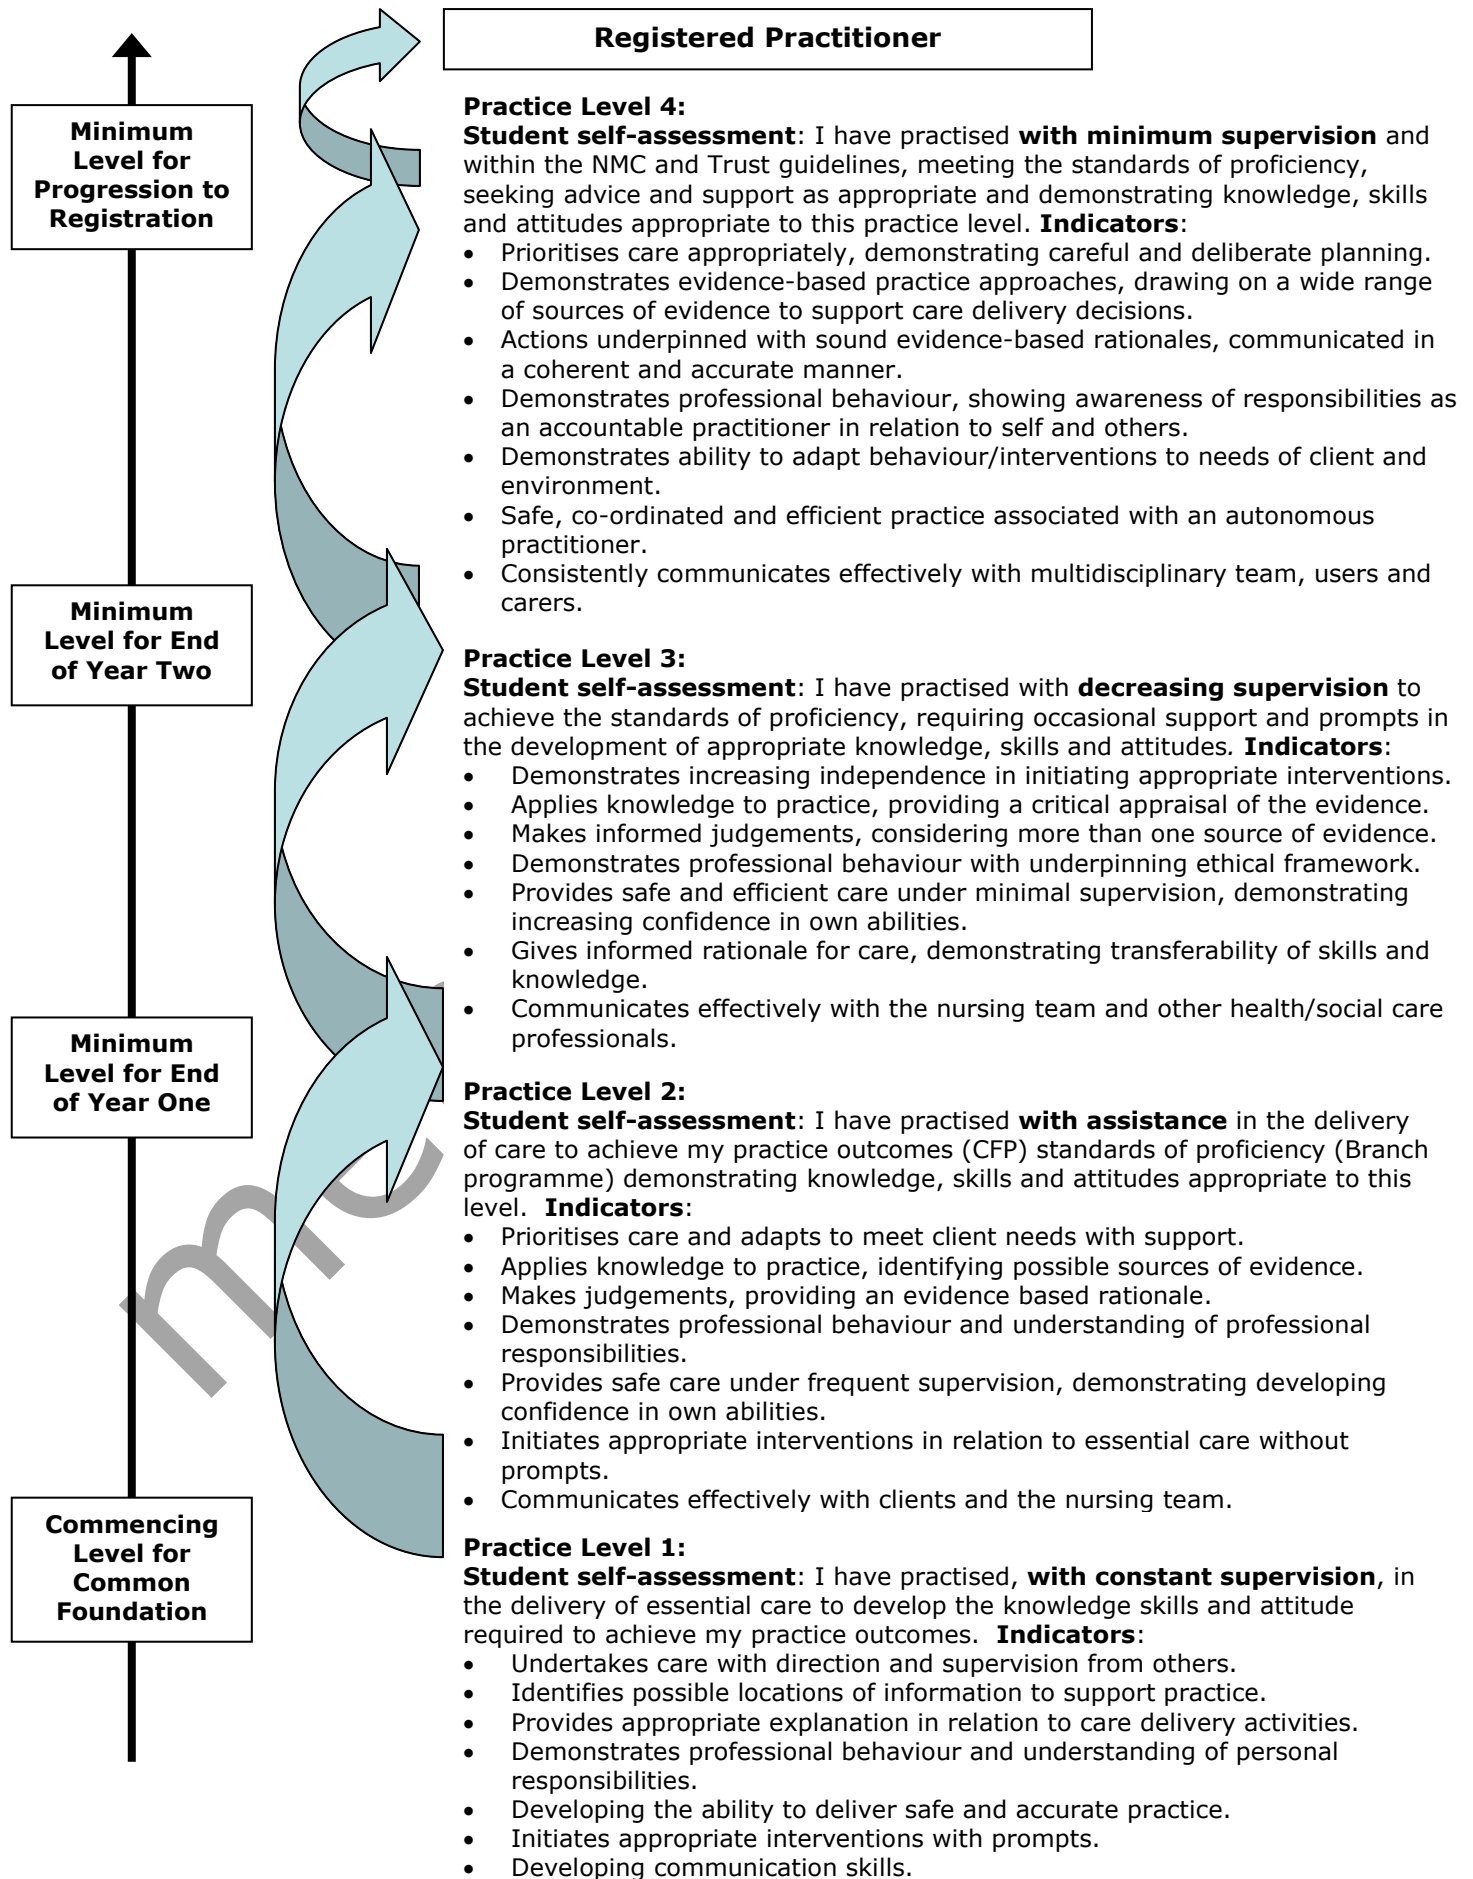 Registered Practitioner
Minimum
Level for
Progression to
Registration
Practice Level 4:
Student self-assessment: I have practised with minimum supervision and
within the NMC and Trust guidelines, meeting the standards of proficiency,
seeking advice and support as appropriate and demonstrating knowledge, skills
and attitudes appropriate to this practice level. Indicators:
• Prioritises care appropriately, demonstrating careful and deliberate planning.
• Demonstrates evidence-based practice approaches, drawing on a wide range
of sources of evidence to support care delivery decisions.
• Actions underpinned with sound evidence-based rationales, communicated in
a coherent and accurate manner.
• Demonstrates professional behaviour, showing awareness of responsibilities as
an accountable practitioner in relation to self and others.
• Demonstrates ability to adapt behaviour/interventions to needs of client and
environment.
• Safe, co-ordinated and efficient practice associated with an autonomous
practitioner.
• Consistently communicates effectively with multidisciplinary team, users and
carers.
Minimum
Level for End
of Year Two
Practice Level 3:
Student self-assessment: I have practised with decreasing supervision to
achieve the standards of proficiency, requiring occasional support and prompts in
the development of appropriate knowledge, skills and attitudes. Indicators:
• Demonstrates increasing independence in initiating appropriate interventions.
• Applies knowledge to practice, providing a critical appraisal of the evidence.
• Makes informed judgements, considering more than one source of evidence.
• Demonstrates professional behaviour with underpinning ethical framework.
• Provides safe and efficient care under minimal supervision, demonstrating
increasing confidence in own abilities.
• Gives informed rationale for care, demonstrating transferability of skills and
knowledge.
• Communicates effectively with the nursing team and other health/social care
professionals.
Minimum
Level for End
of Year One
Practice Level 2:
Student self-assessment: I have practised with assistance in the delivery
of care to achieve my practice outcomes (CFP) standards of proficiency (Branch
programme) demonstrating knowledge, skills and attitudes appropriate to this
level. Indicators:
• Prioritises care and adapts to meet client needs with support.
• Applies knowledge to practice, identifying possible sources of evidence.
• Makes judgements, providing an evidence based rationale.
• Demonstrates professional behaviour and understanding of professional
responsibilities.
• Provides safe care under frequent supervision, demonstrating developing
confidence in own abilities.
• Initiates appropriate interventions in relation to essential care without
prompts.
• Communicates effectively with clients and the nursing team.
Commencing
Level for
Common
Foundation
Practice Level 1:
Student self-assessment: I have practised, with constant supervision, in
the delivery of essential care to develop the knowledge skills and attitude
required to achieve my practice outcomes. Indicators:
• Undertakes care with direction and supervision from others.
• Identifies possible locations of information to support practice.
• Provides appropriate explanation in relation to care delivery activities.
• Demonstrates professional behaviour and understanding of personal
responsibilities.
• Developing the ability to deliver safe and accurate practice.
• Initiates appropriate interventions with prompts.
• Developing communication skills.